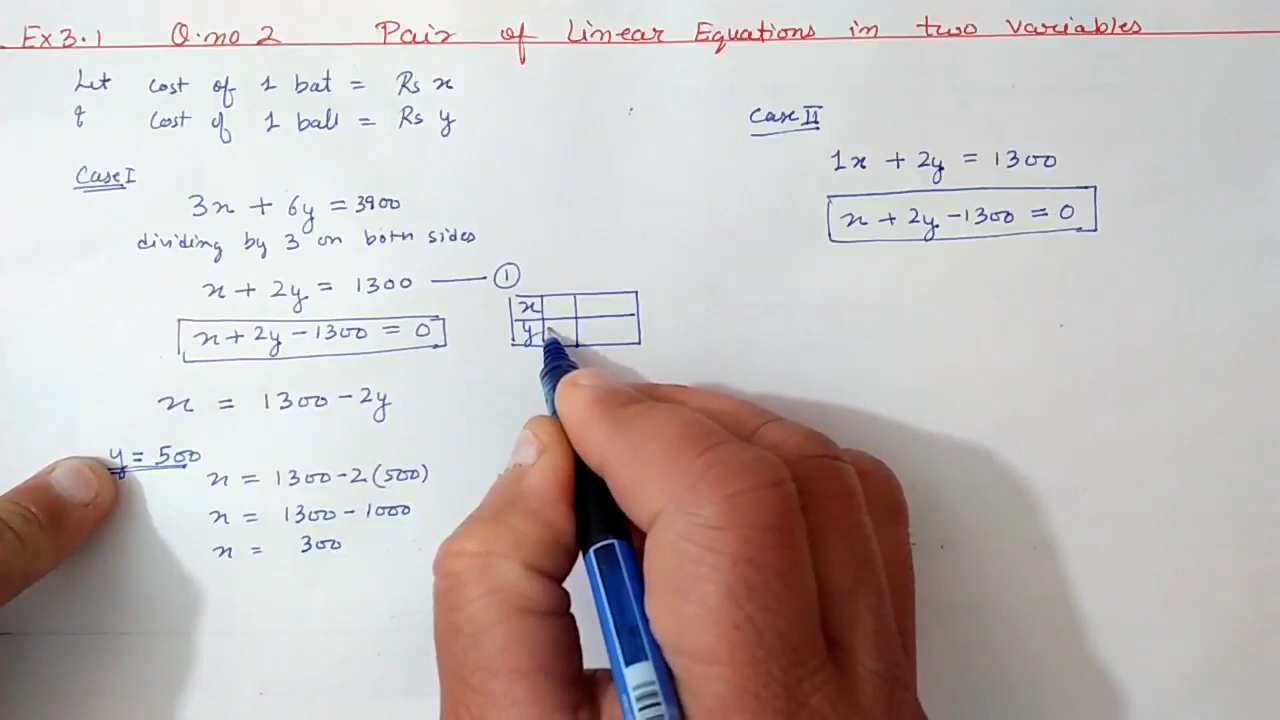 Ex 3.1 Q.no 2 Pair of Linear Equations in two variables
Let cost of 1 bat = Rs x
& cost of 1 ball = Rs y
Case I
3x + 6y = 3900
dividing by 3 on both sides
x + 2y = 1300 —— ①
x + 2y - 1300 = 0
x
y
x = 1300 - 2y
y = 500
x = 1300 - 2(500)
x = 1300 - 1000
x = 300
Case II
1x + 2y = 1300
x + 2y - 1300 = 0